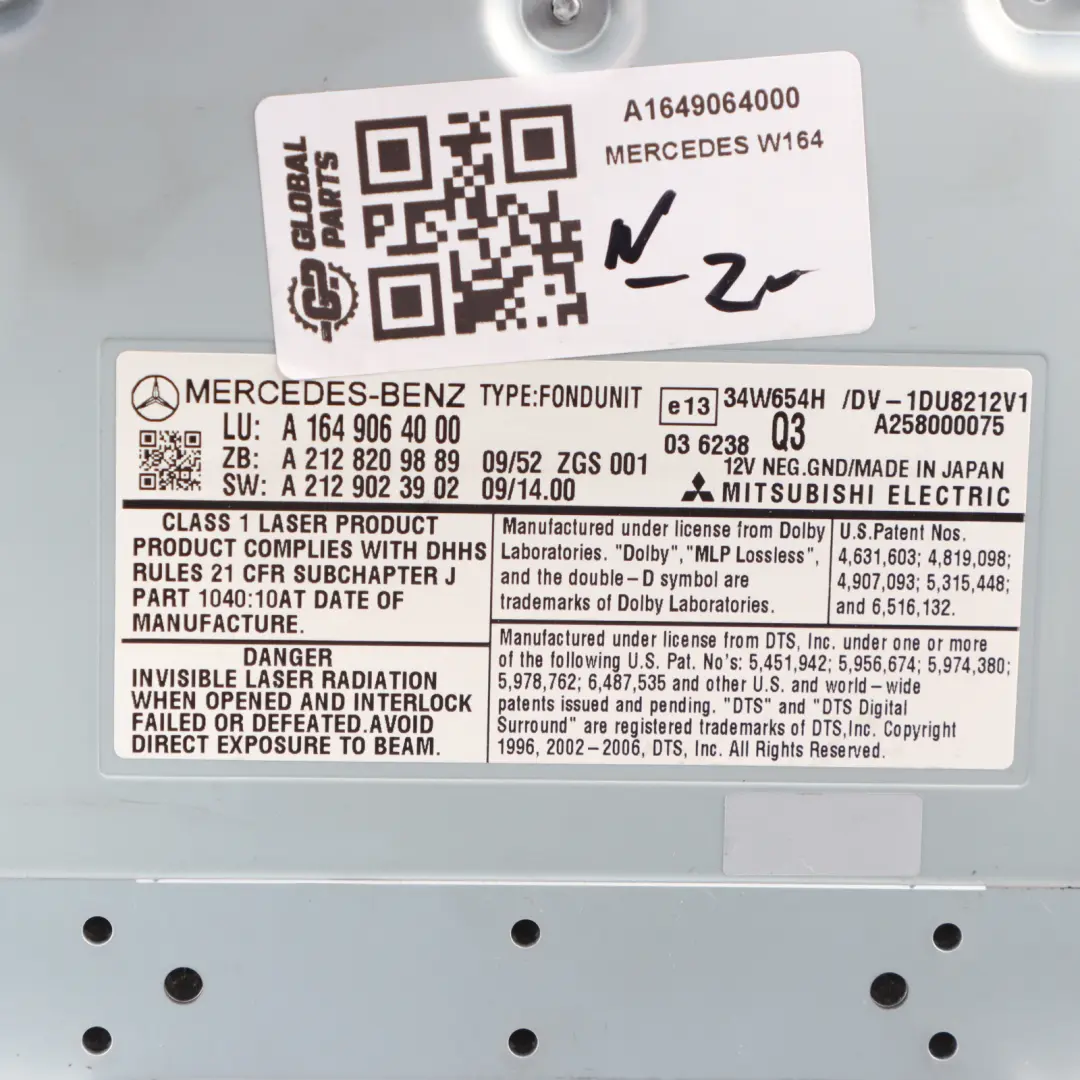 GLOBAL
PARTS
GP
A1649064000
MERCEDES W164
N
MERCEDES-BENZ TYPE:FONDUNIT
LU: A 164 906 40 00
ZB: A 212 820 98 89 09/52 ZGS 001
SW: A 212 902 39 02 09/14.00
e13 34W654H /DV-1DU8212V1
03 6238 Q3 A258000075
12V NEG.GND/MADE IN JAPAN
MITSUBISHI ELECTRIC
CLASS 1 LASER PRODUCT
PRODUCT COMPLIES WITH DHHS
RULES 21 CFR SUBCHAPTER J
PART 1040:10AT DATE OF
MANUFACTURE.
DANGER
INVISIBLE LASER RADIATION
WHEN OPENED AND INTERLOCK
FAILED OR DEFEATED.AVOID
DIRECT EXPOSURE TO BEAM.
Manufactured under license from Dolby
Laboratories. "Dolby","MLP Lossless",
and the double-D symbol are
trademarks of Dolby Laboratories.
U.S.Patent Nos.
4,631,603; 4,819,098;
4,907,093; 5,315,448;
and 6,516,132.
Manufactured under license from DTS, Inc. under one or more
of the following U.S. Pat. No's: 5,451,942; 5,956,674; 5,974,380;
5,978,762; 6,487,535 and other U.S. and world-wide
patents issued and pending. "DTS" and "DTS Digital
Surround" are registered trademarks of DTS,Inc. Copyright
1996, 2002-2006, DTS, Inc. All Rights Reserved.